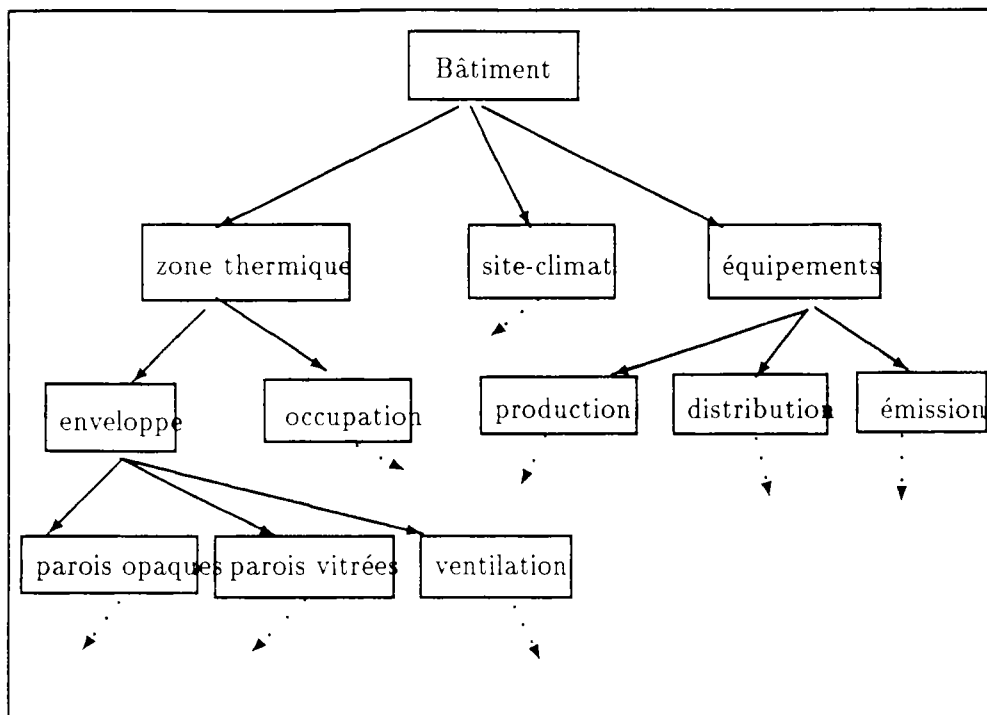 Bâtiment
zone thermique
site-climat
équipements
enveloppe
occupation
production
distribution
émission
parois opaques
parois vitrées
ventilation